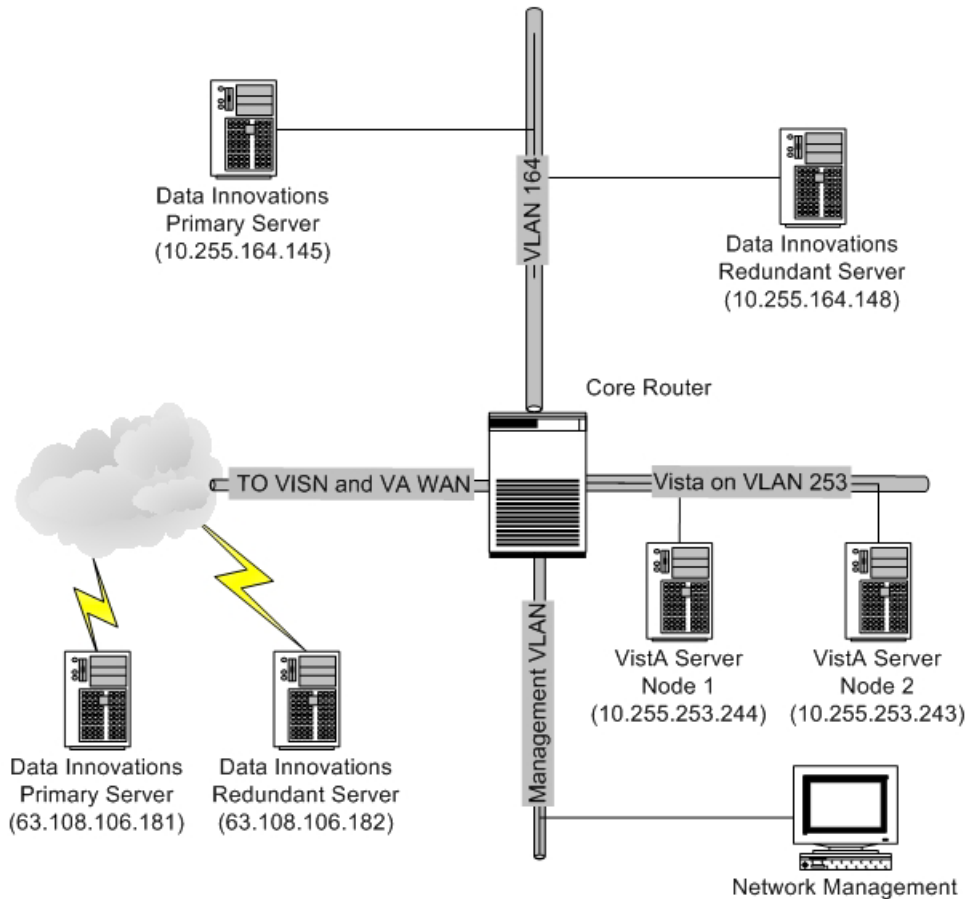 Data Innovations
Primary Server
(10.255.164.145)
VLAN 164
Data Innovations
Redundant Server
(10.255.164.148)
Core Router
TO VISN and VA WAN
Vista on VLAN 253
Management VLAN
VistA Server
Node 1
(10.255.253.244)
VistA Server
Node 2
(10.255.253.243)
Data Innovations
Primary Server
(63.108.106.181)
Data Innovations
Redundant Server
(63.108.106.182)
Network Management